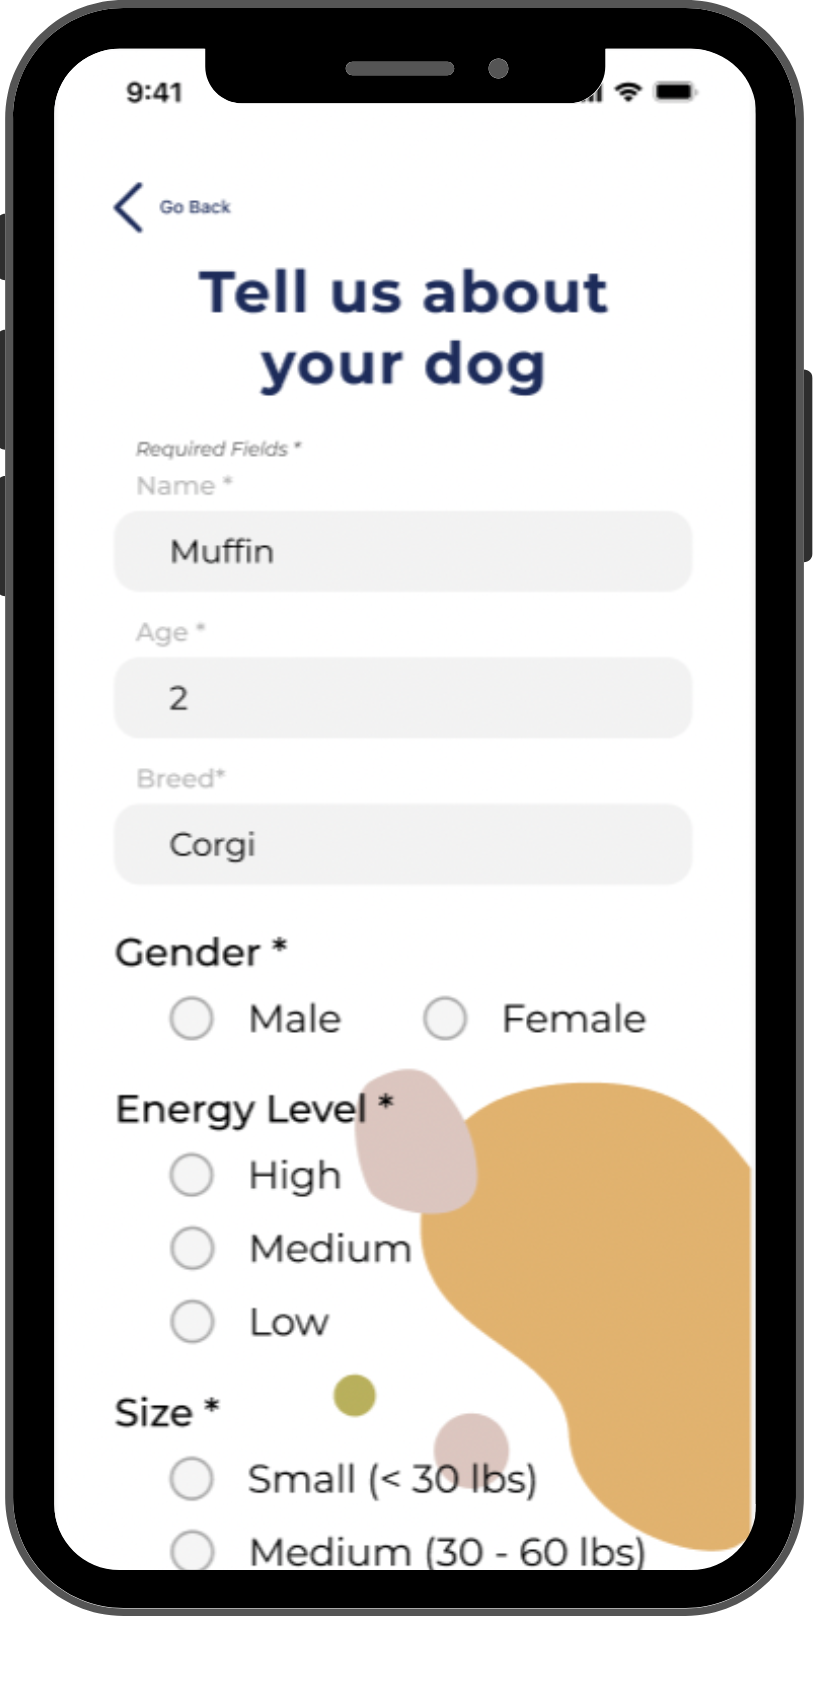 9:41
Go Back
Tell us about
your dog
Required Fields *
Name *
Muffin
Age *
2
Breed*
Corgi
Gender *
Male Female
Energy Level *
High
Medium
Low
Size *
Small (< 30 lbs)
Medium (30 - 60 lbs)